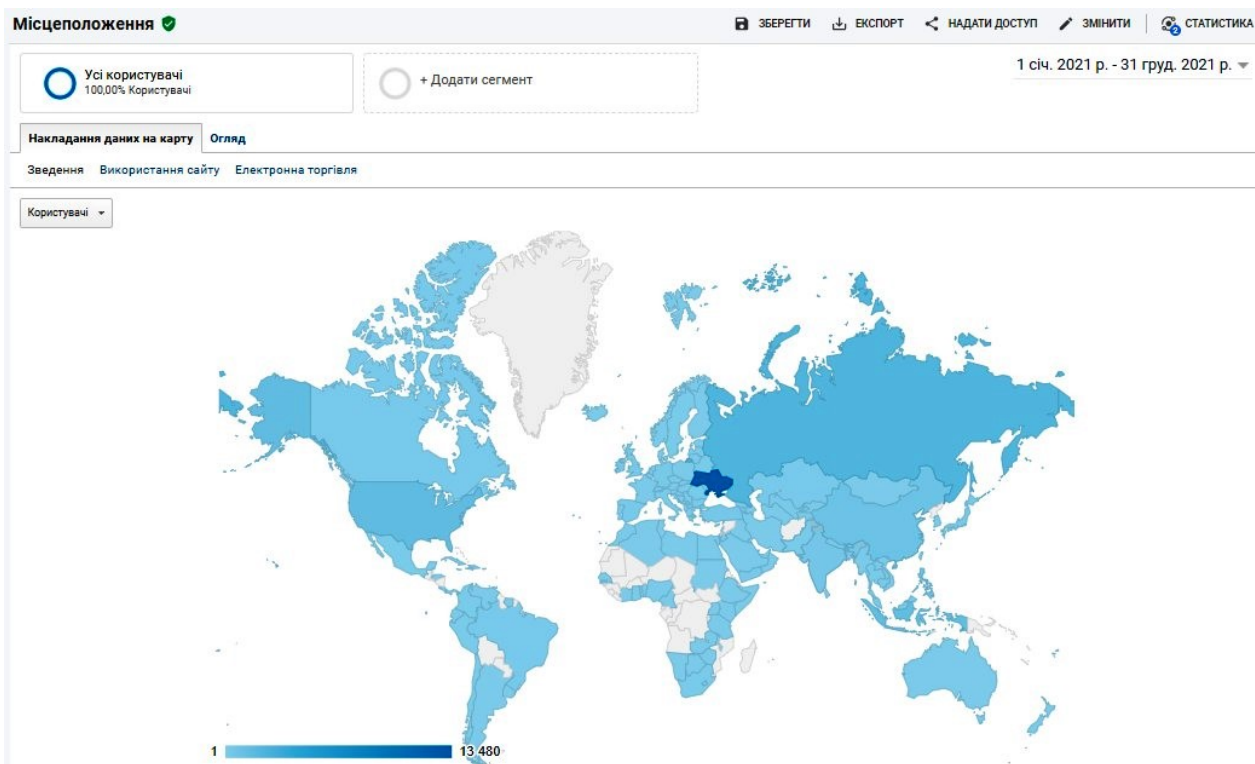 Місцеположення
ЗБЕРЕГТИ ЕКСПОРТ НАДАТИ ДОСТУП ЗМІНИТИ 2 СТАТИСТИКА
Усі користувачі
100,00% Користувачі
+ Додати сегмент
1 січ. 2021 р. - 31 груд. 2021 р.
Накладання даних на карту Огляд
Зведення Використання сайту Електронна торгівля
Користувачі
1 13 480